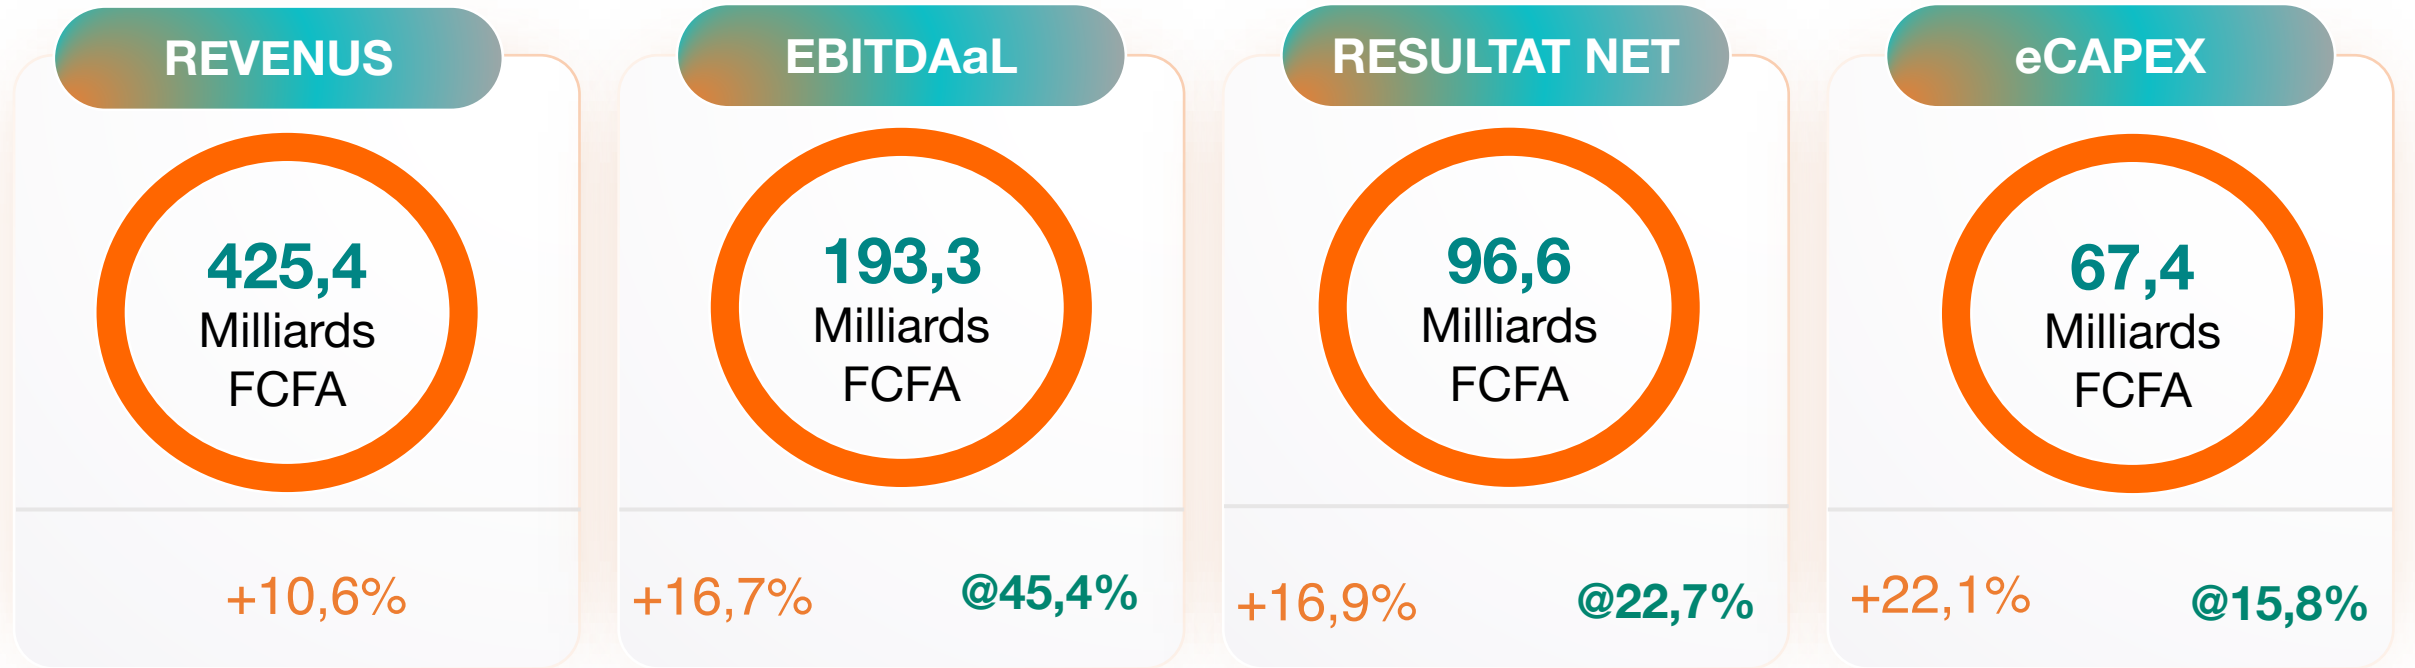 REVENUS
425,4
Milliards
FCFA
+10,6%
EBITDAaL
193,3
Milliards
FCFA
+16,7%
@45,4%
RESULTAT NET
96,6
Milliards
FCFA
+16,9%
@22,7%
eCAPEX
67,4
Milliards
FCFA
+22,1%
@15,8%